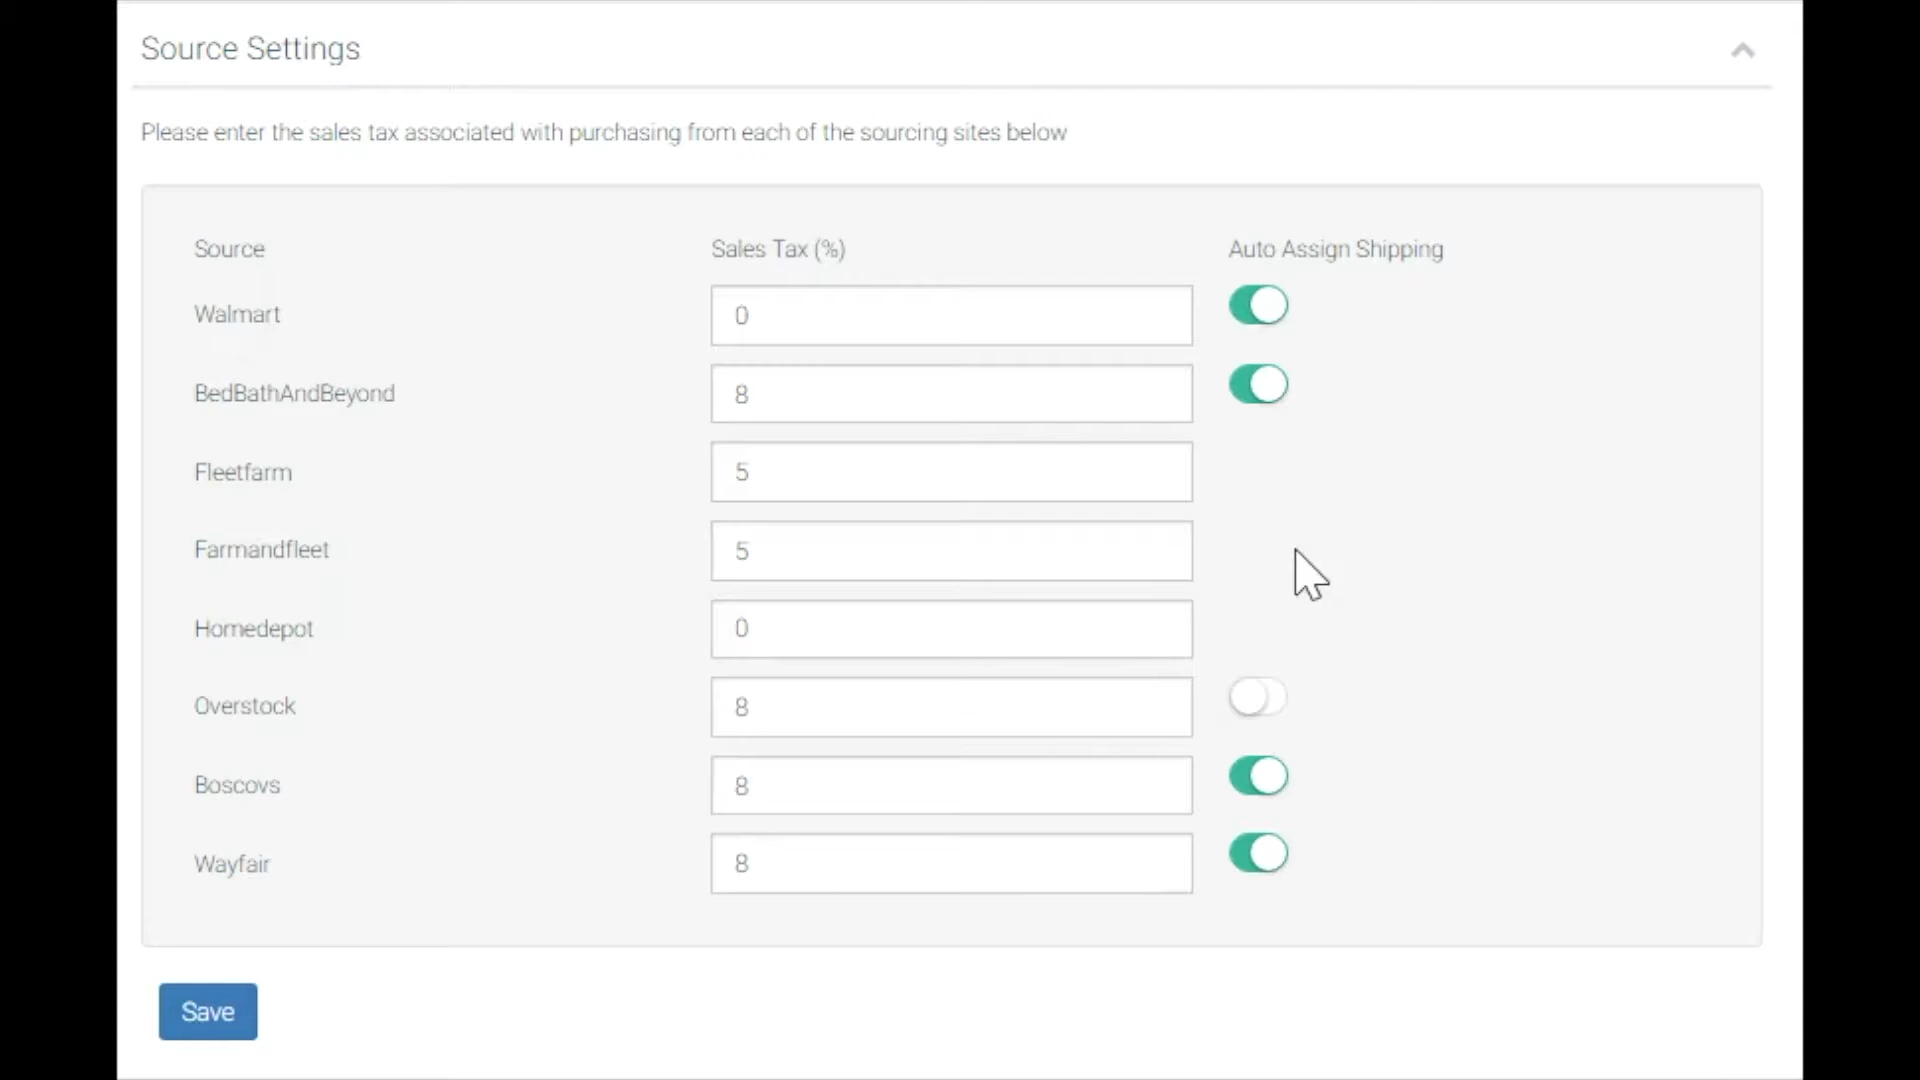 Source Settings
Please enter the sales tax associated with purchasing from each of the sourcing sites below
Source Sales Tax (%) Auto Assign Shipping
Walmart 0
BedBathAndBeyond 8
Fleetfarm 5
Farmandfleet 5
Homedepot 0
Overstock 8
Boscovs 8
Wayfair 8
Save